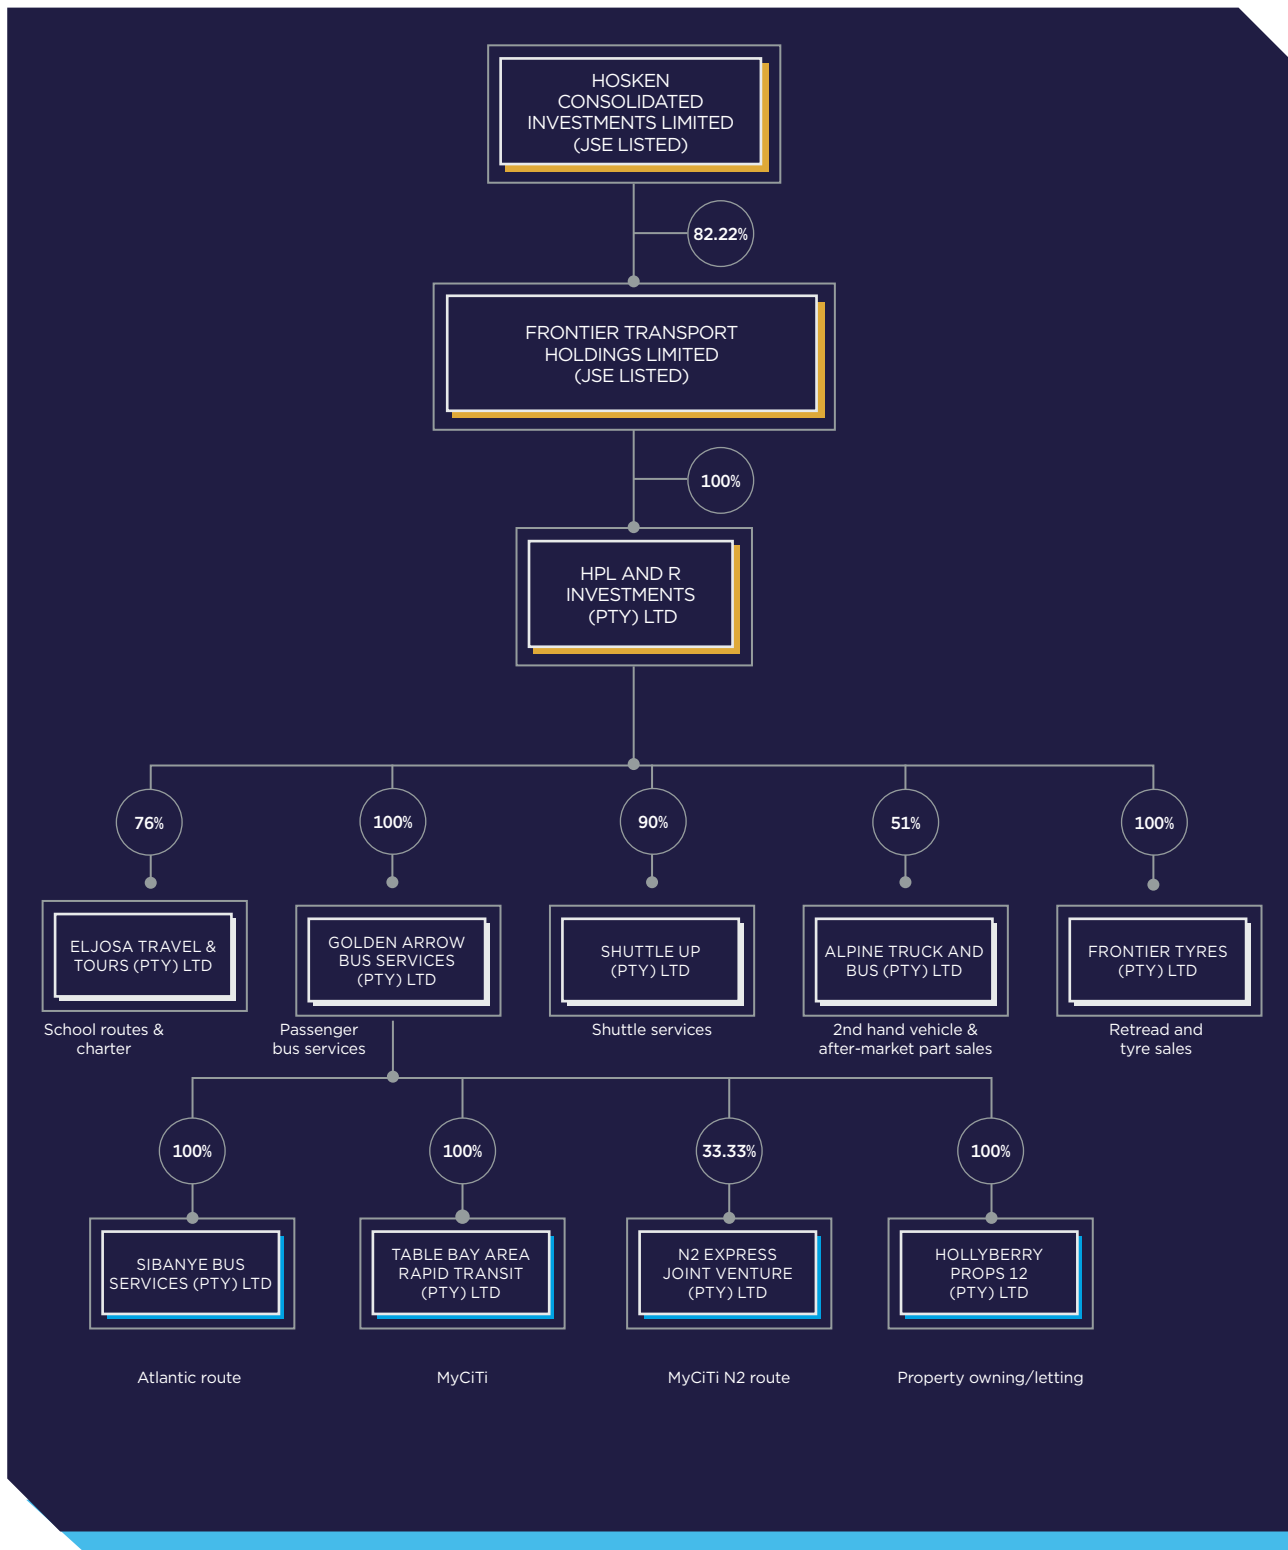 HOSKEN
CONSOLIDATED
INVESTMENTS LIMITED
(JSE LISTED)
82.22%
FRONTIER TRANSPORT
HOLDINGS LIMITED
(JSE LISTED)
100%
HPL AND R
INVESTMENTS
(PTY) LTD
76%
100%
90%
51%
100%
ELJOSA TRAVEL &
TOURS (PTY) LTD
School routes &
charter
GOLDEN ARROW
BUS SERVICES
(PTY) LTD
Passenger
bus services
SHUTTLE UP
(PTY) LTD
Shuttle services
ALPINE TRUCK AND
BUS (PTY) LTD
2nd hand vehicle &
after-market part sales
FRONTIER TYRES
(PTY) LTD
Retread and
tyre sales
100%
100%
33.33%
100%
SIBANYE BUS
SERVICES (PTY) LTD
Atlantic route
TABLE BAY AREA
RAPID TRANSIT
(PTY) LTD
MyCiTi
N2 EXPRESS
JOINT VENTURE
(PTY) LTD
MyCiTi N2 route
HOLLYBERRY
PROPS 12
(PTY) LTD
Property owning/letting